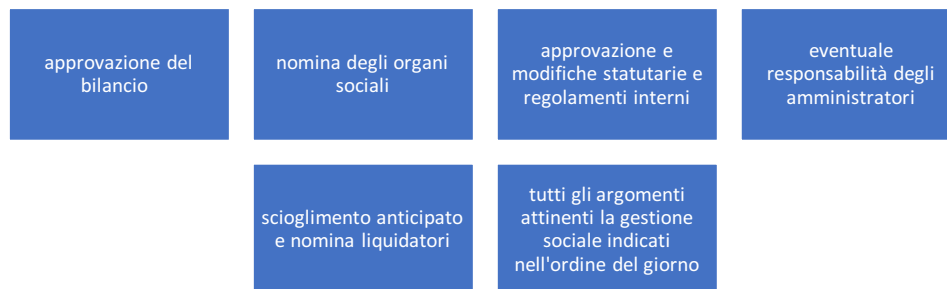 approvazione del
bilancio
nomina degli organi
sociali
approvazione e
modifiche statutarie e
regolamenti interni
eventuale
responsabilità degli
amministratori
scioglimento anticipato
e nomina liquidatori
tutti gli argomenti
attinenti la gestione
sociale indicati
nell'ordine del giorno